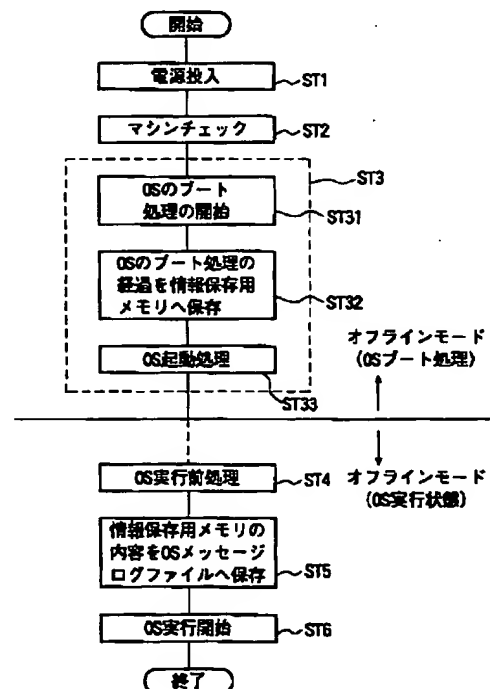 開始
電源投入
ST1
マシンチェック
ST2
ST3
OSのブート
処理の開始
ST31
OSのブート処理の
経過を情報保存用
メモリへ保存
ST32
OS起動処理
ST33
オフラインモード
(OSブート処理)
OS実行前処理
ST4
オフラインモード
(OS実行状態)
情報保存用メモリの
内容をOSメッセージ
ログファイルへ保存
ST5
OS実行開始
ST6
終了